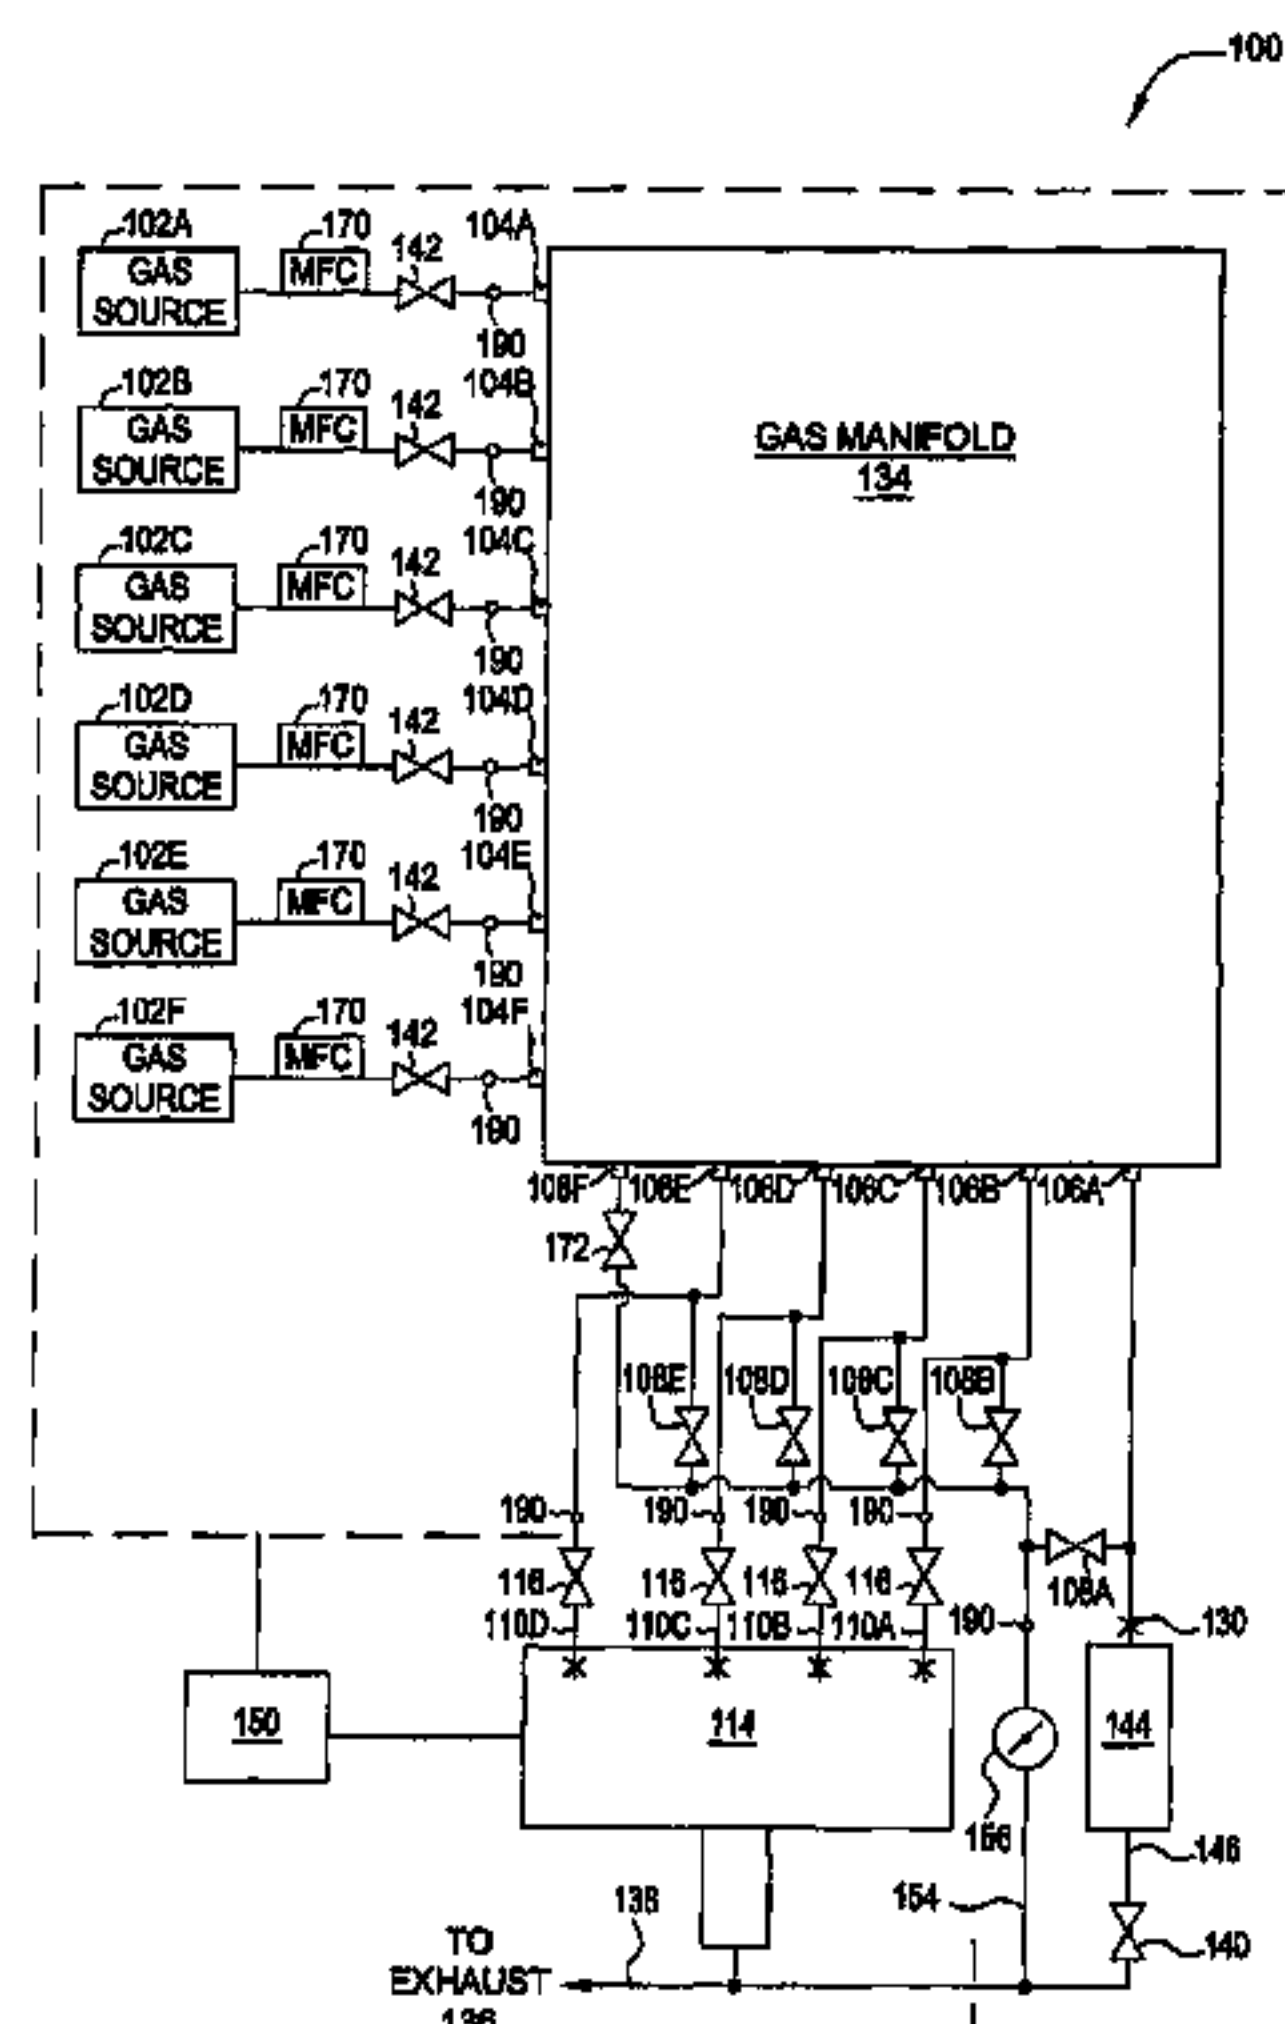 100
102A 170 142 104A
GAS SOURCE MFC
190
102B 170 142 104B
GAS SOURCE MFC
190
GAS MANIFOLD
134
102C 170 142 104C
GAS SOURCE MFC
190
102D 170 142 104D
GAS SOURCE MFC
190
102E 170 142 104E
GAS SOURCE MFC
190
102F 170 142 104F
GAS SOURCE MFC
190
106F 106E 106D 106C 106B 106A
172
108E 108D 108C 108B
190 190 190 190
116 116 116 116 108A
110D 110C 110B 110A 190 130
150 114 144
146
138 154
140
TO
EXHAUST
136